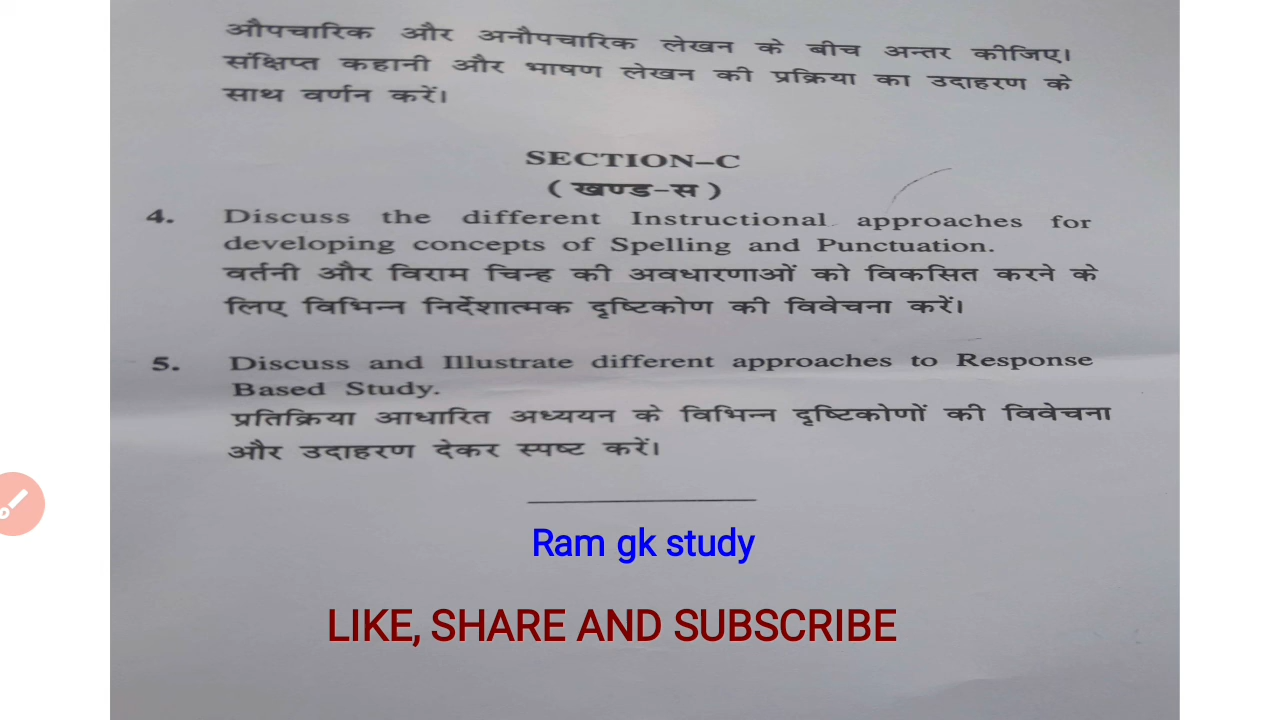 औपचारिक और अनौपचारिक लेखन के बीच अन्तर कीजिए।
संक्षिप्त कहानी और भाषण लेखन की प्रक्रिया का उदाहरण के
साथ वर्णन करें।
SECTION–C
(खण्ड-स)
4. Discuss the different Instructional approaches for
developing concepts of Spelling and Punctuation.
वर्तनी और विराम चिन्ह की अवधारणाओं को विकसित करने के
लिए विभिन्न निर्देशात्मक दृष्टिकोण की विवेचना करें।
5. Discuss and Illustrate different approaches to Response
Based Study.
प्रतिक्रिया आधारित अध्ययन के विभिन्न दृष्टिकोणों की विवेचना
और उदाहरण देकर स्पष्ट करें।
Ram gk study
LIKE, SHARE AND SUBSCRIBE